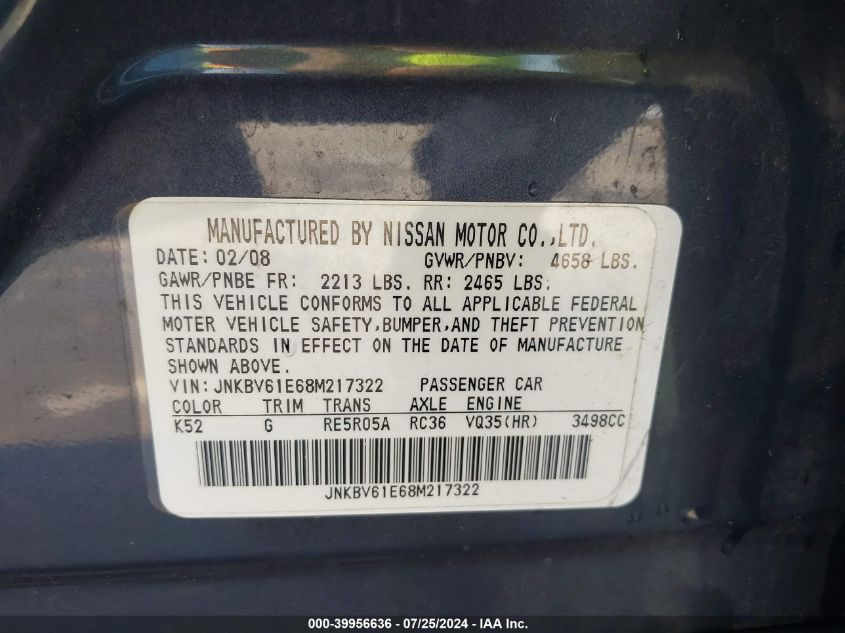 MANUFACTURED BY NISSAN MOTOR CO.,LTD.
DATE: 02/08 GVWR/PNBV: 4658 LBS.
GAWR/PNBE FR: 2213 LBS. RR: 2465 LBS.
THIS VEHICLE CONFORMS TO ALL APPLICABLE FEDERAL
MOTER VEHICLE SAFETY,BUMPER,AND THEFT PREVENTION
STANDARDS IN EFFECT ON THE DATE OF MANUFACTURE
SHOWN ABOVE.
VIN:JNKBV61E68M217322 PASSENGER CAR
COLOR TRIM TRANS AXLE ENGINE
K52 G RE5R05A RC36 VQ35(HR) 3498CC
JNKBV61E68M217322
000-39956636 - 07/25/2024 - IAA Inc.